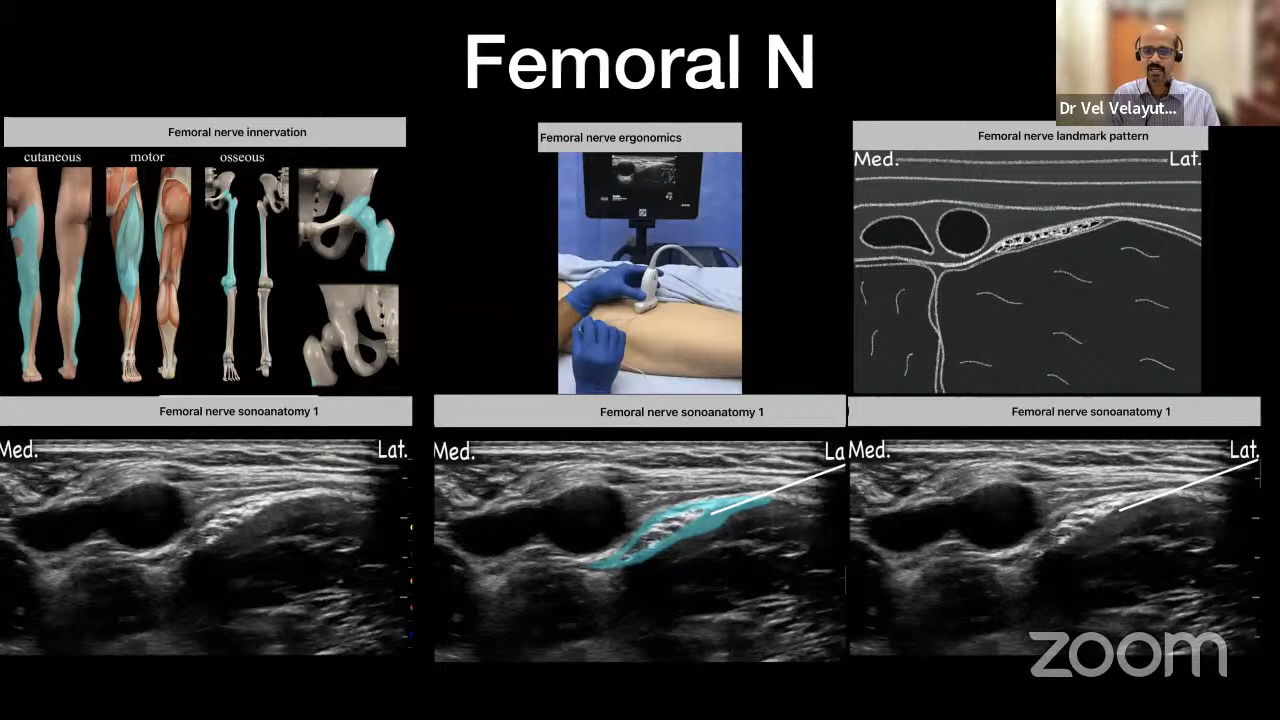 Femoral N
Dr Vel Velayut...
Femoral nerve innervation
cutaneous motor osseous
Femoral nerve ergonomics
Femoral nerve landmark pattern
Med. Lat.
Femoral nerve sonoanatomy 1
Med. Lat.
Femoral nerve sonoanatomy 1
Med. La
Femoral nerve sonoanatomy 1
Med. Lat.
zoom